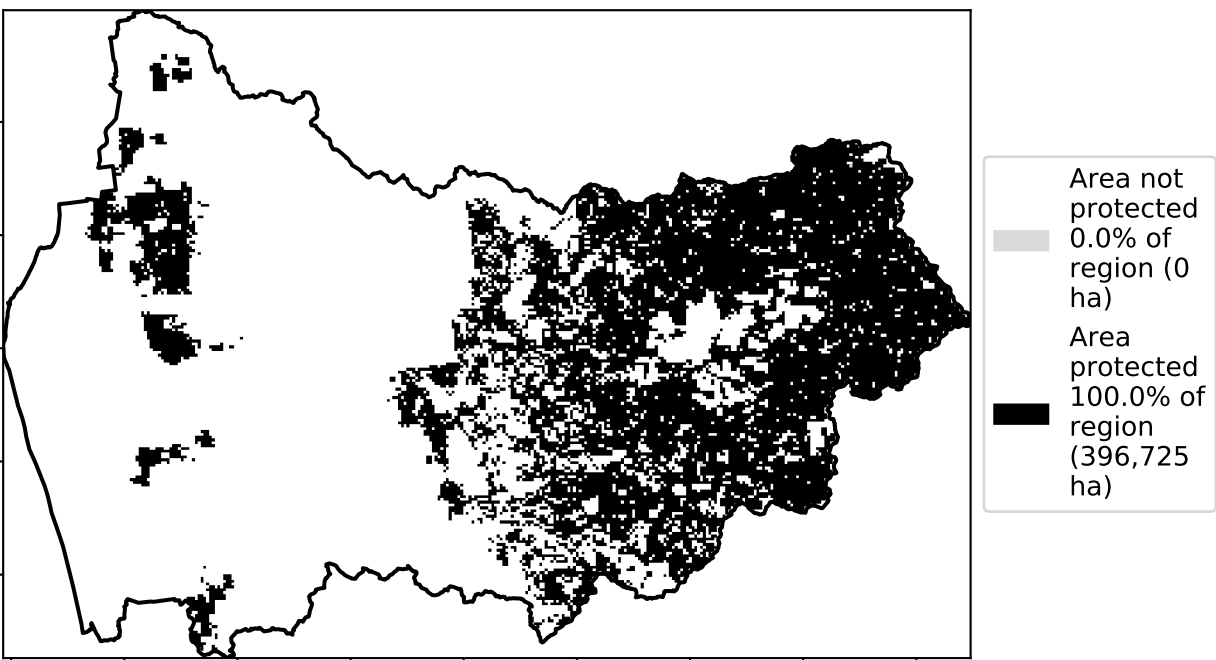 Area not
protected
0.0% of
region (0
ha)
Area
protected
100.0% of
region
(396,725
ha)